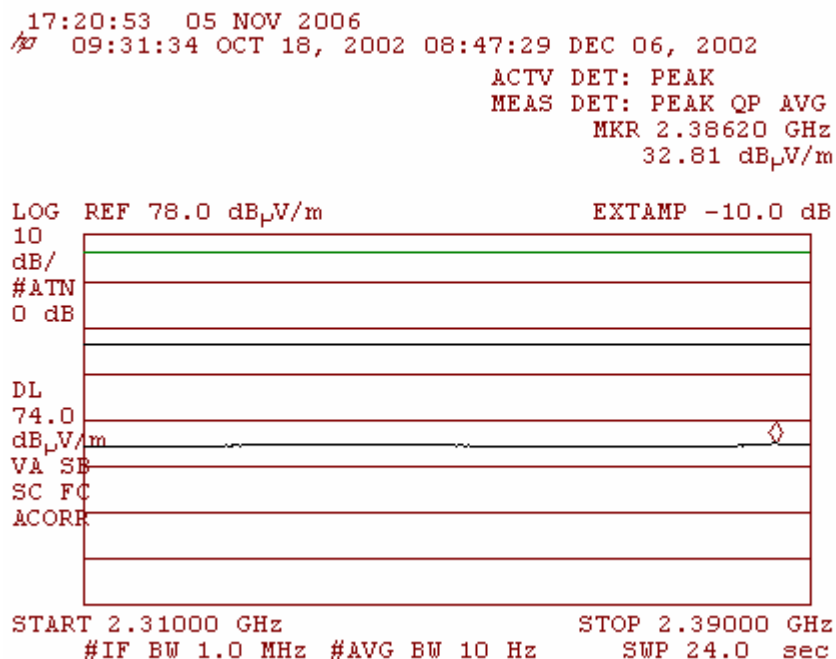 17:20:53 05 NOV 2006
hp 09:31:34 OCT 18, 2002 08:47:29 DEC 06, 2002
ACTV DET: PEAK
MEAS DET: PEAK QP AVG
MKR 2.38620 GHz
32.81 dBµV/m
LOG REF 78.0 dBµV/m EXTAMP -10.0 dB
10
dB/
#ATN
0 dB
DL
74.0
dBµV/m
VA SB
SC FC
ACORR
START 2.31000 GHz STOP 2.39000 GHz
#IF BW 1.0 MHz #AVG BW 10 Hz SWP 24.0 sec